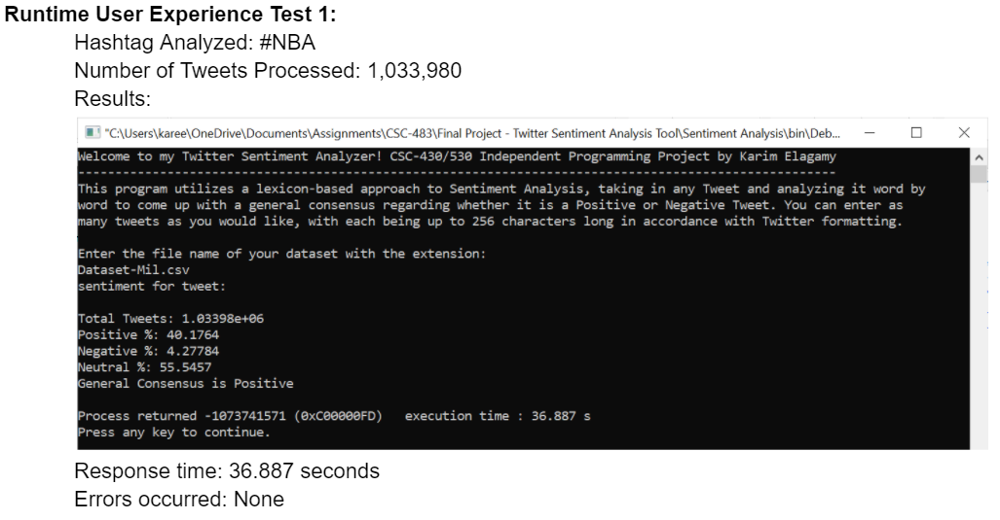 Runtime User Experience Test 1:
Hashtag Analyzed: #NBA
Number of Tweets Processed: 1,033,980
Results:
"C:\Users\karee\OneDrive\Documents\Assignments\CSC-483\Final Project - Twitter Sentiment Analysis Tool\Sentiment Analysis\bin\Deb...
Welcome to my Twitter Sentiment Analyzer! CSC-430/530 Independent Programming Project by Karim Elagamy
--------------------------------------------------------------------------------------------------------
This program utilizes a lexicon-based approach to Sentiment Analysis, taking in any Tweet and analyzing it word by
word to come up with a general consensus regarding whether it is a Positive or Negative Tweet. You can enter as
many tweets as you would like, with each being up to 256 characters long in accordance with Twitter formatting.
Enter the file name of your dataset with the extension:
Dataset-Mil.csv
sentiment for tweet:
Total Tweets: 1.03398e+06
Positive %: 40.1764
Negative %: 4.27784
Neutral %: 55.5457
General Consensus is Positive
Process returned -1073741571 (0xC00000FD)   execution time : 36.887 s
Press any key to continue.
Response time: 36.887 seconds
Errors occurred: None